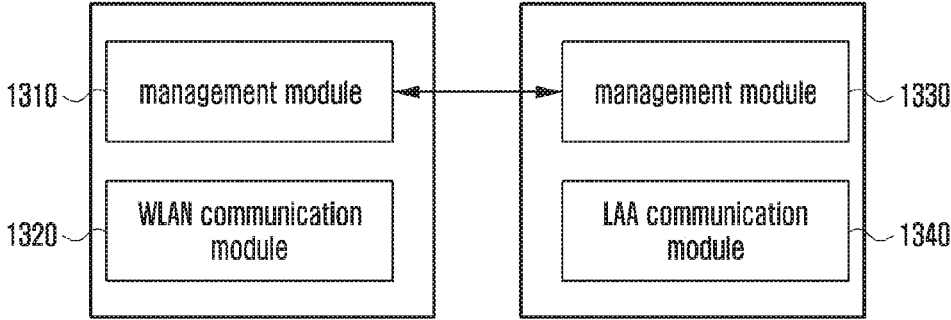 1310
management module
management module
1330
1320
WLAN communication
module
LAA communication
module
1340